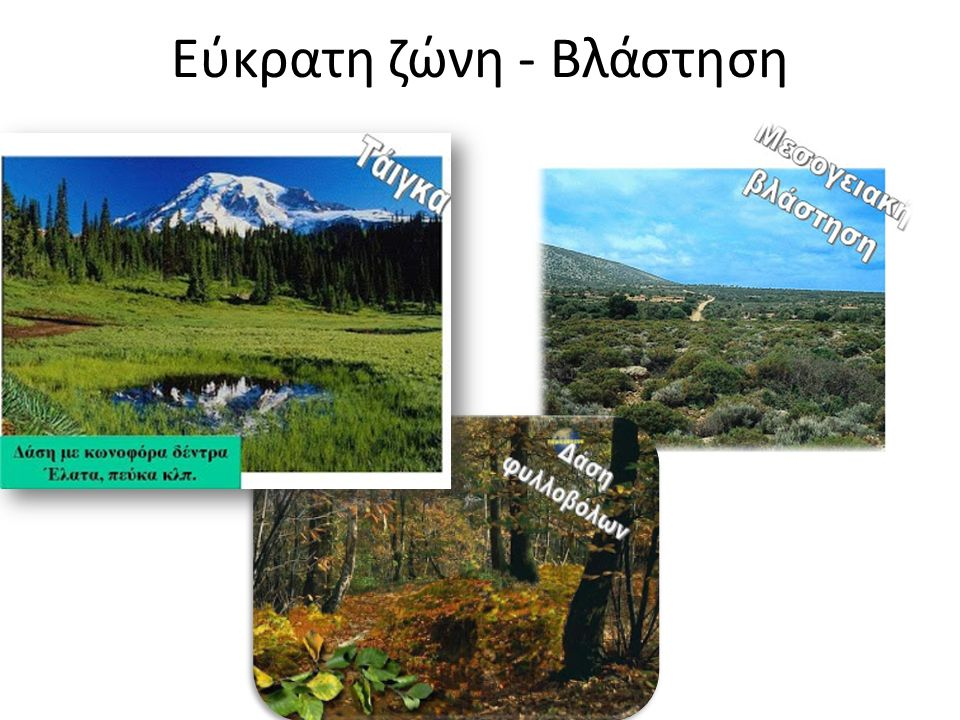 Εύκρατη ζώνη - Βλάστηση
Τάιγκα
Μεσογειακή
βλάστηση
Δάση με κωνοφόρα δέντρα
Έλατα, πεύκα κλπ.
Δάση
φυλλοβόλων